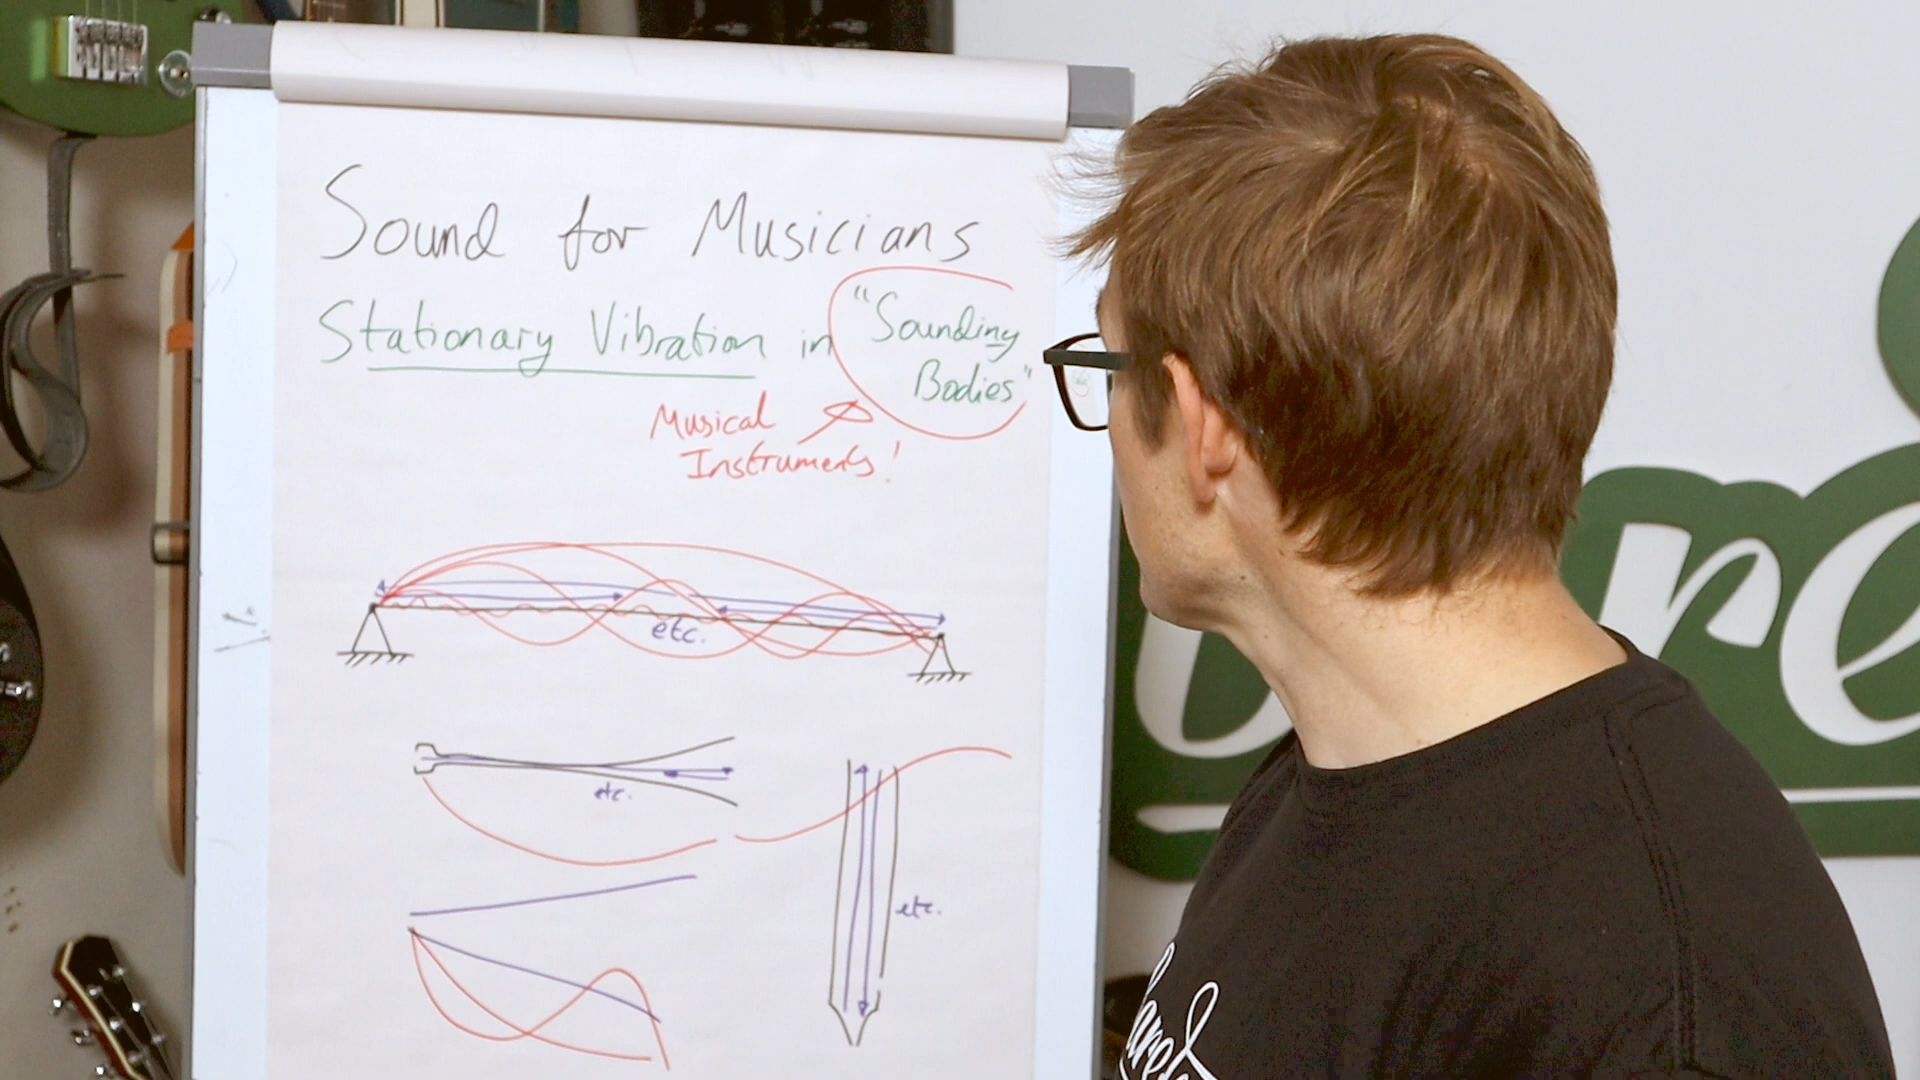 Sound for Musicians
Stationary Vibration in "Sounding
Bodies"
Musical
Instruments!
etc.
etc.
etc.